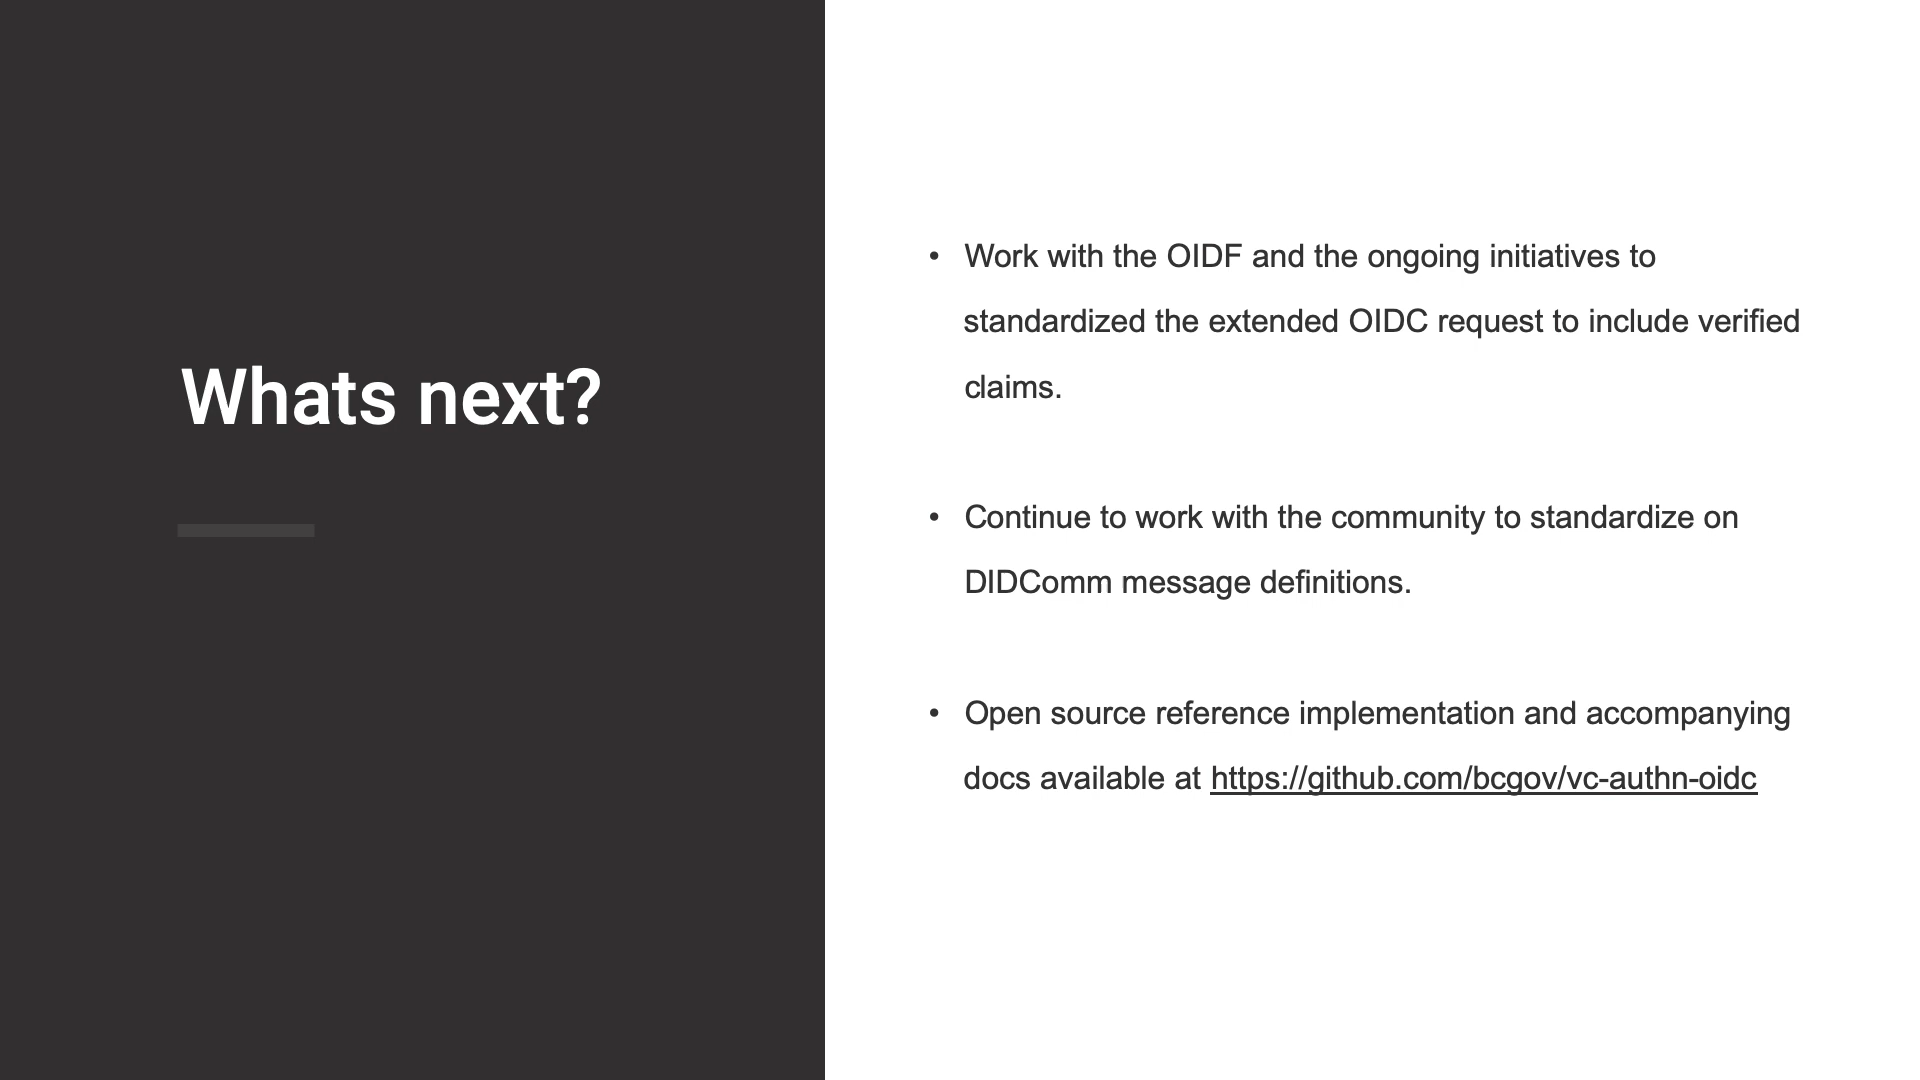 Whats next?
• Work with the OIDF and the ongoing initiatives to
standardized the extended OIDC request to include verified
claims.
• Continue to work with the community to standardize on
DIDComm message definitions.
• Open source reference implementation and accompanying
docs available at https://github.com/bcgov/vc-authn-oidc